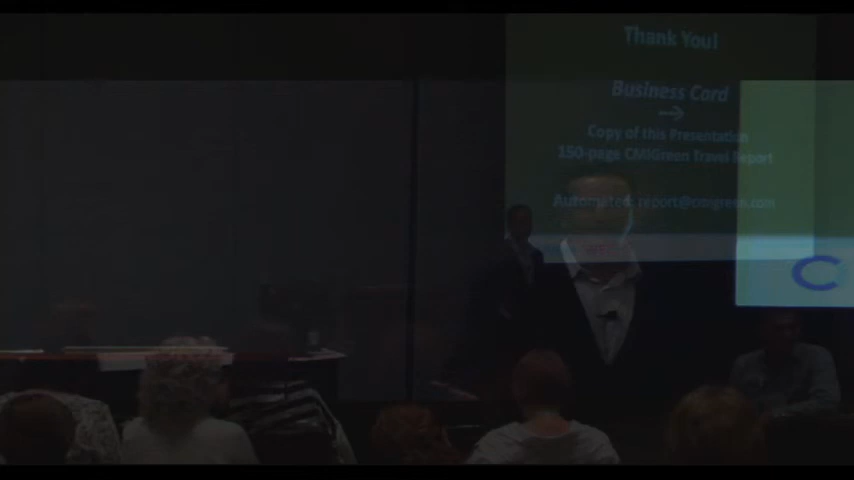 Thank You!
Business Card
→
Copy of this Presentation
150-page CMIGreen Travel Report
Automated: report@cmigreen.com
C